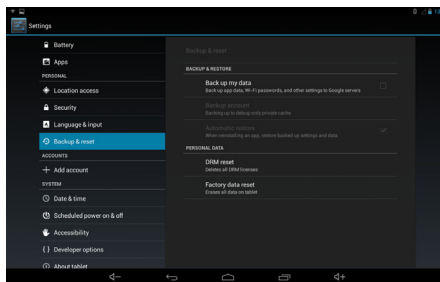 Settings
Battery
Apps
PERSONAL
Location access
Security
Language & input
Backup & reset
ACCOUNTS
Add account
SYSTEM
Date & time
Scheduled power on & off
Accessibility
Developer options
About tablet
Backup & reset
BACKUP & RESTORE
Back up my data
Back up app data, Wi-Fi passwords, and other settings to Google servers
Backup account
Backing up to debug-only private cache
Automatic restore
When reinstalling an app, restore backed up settings and data
PERSONAL DATA
DRM reset
Deletes all DRM licenses
Factory data reset
Erases all data on tablet